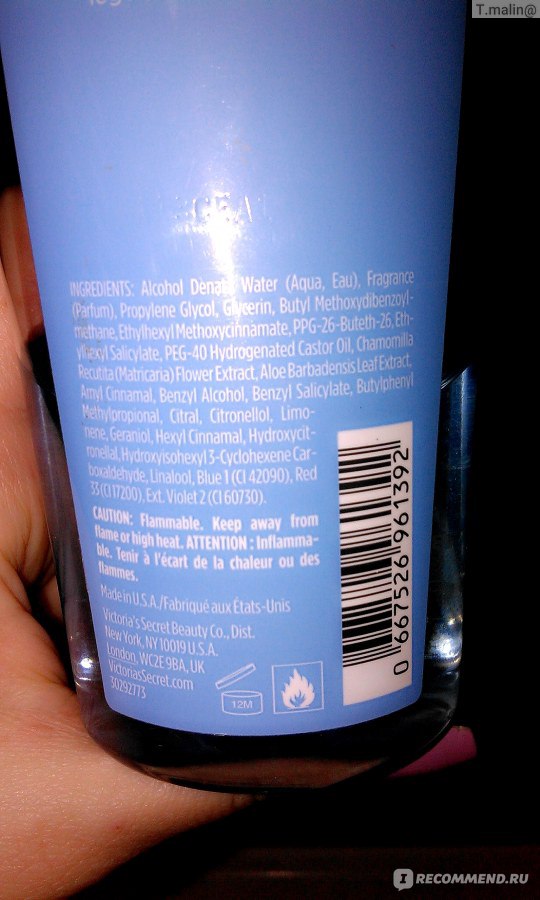 T.malin@
INGREDIENTS: Alcohol Denat., Water (Aqua, Eau), Fragrance
(Parfum), Propylene Glycol, Glycerin, Butyl Methoxydibenzoyl-
methane, Ethylhexyl Methoxycinnamate, PPG-26-Buteth-26, Eth-
ylhexyl Salicylate, PEG-40 Hydrogenated Castor Oil, Chamomilla
Recutita (Matricaria) Flower Extract, Aloe Barbadensis Leaf Extract,
Amyl Cinnamal, Benzyl Alcohol, Benzyl Salicylate, Butylphenyl
Methylpropional, Citral, Citronellol, Limo-
nene, Geraniol, Hexyl Cinnamal, Hydroxycit-
ronellal, Hydroxyisohexyl 3-Cyclohexene Car-
boxaldehyde, Linalool, Blue 1 (CI 42090), Red
33 (CI 17200), Ext. Violet 2 (CI 60730).
CAUTION: Flammable. Keep away from
flame or high heat. ATTENTION : Inflamma-
ble. Tenir à l'écart de la chaleur ou des
flammes.
Made in U.S.A./Fabriqué aux États-Unis
Victoria's Secret Beauty Co., Dist.
New York, NY 10019 U.S.A.
London, WC2E 9BA, UK
VictoriasSecret.com
30292773
12M
0 667526 961392
I RECOMMEND.RU